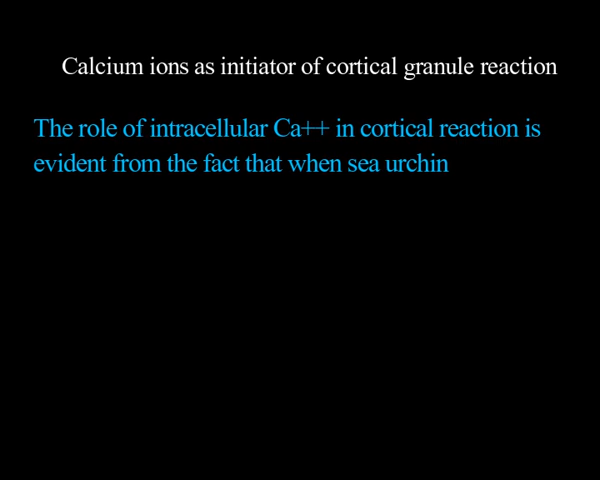 Calcium ions as initiator of cortical granule reaction
The role of intracellular Ca++ in cortical reaction is
evident from the fact that when sea urchin